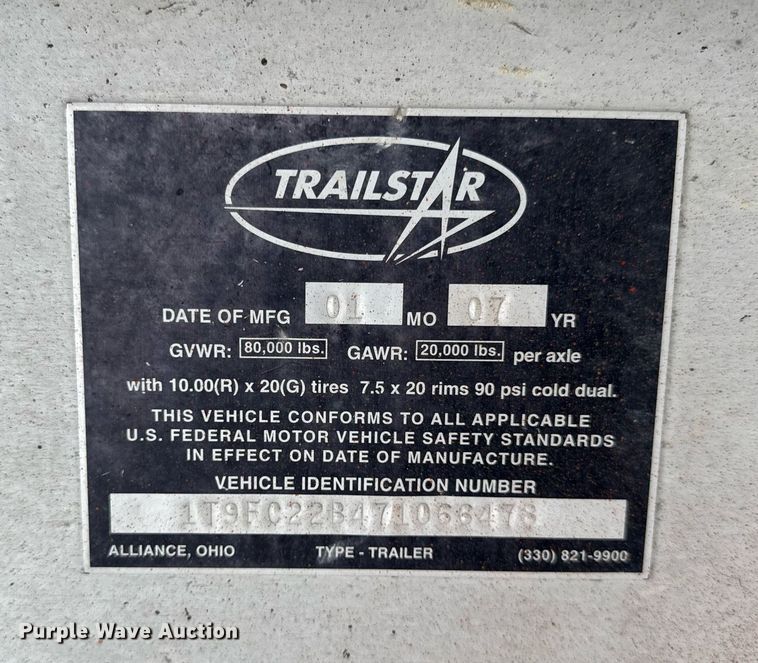 TRAILSTAR
DATE OF MFG 01 MO 07 YR
GVWR: 80,000 lbs. GAWR: 20,000 lbs. per axle
with 10.00(R) x 20(G) tires 7.5 x 20 rims 90 psi cold dual.
THIS VEHICLE CONFORMS TO ALL APPLICABLE
U.S. FEDERAL MOTOR VEHICLE SAFETY STANDARDS
IN EFFECT ON DATE OF MANUFACTURE.
VEHICLE IDENTIFICATION NUMBER
1T9FC22B471066478
ALLIANCE, OHIO TYPE - TRAILER (330) 821-9900
Purple Wave Auction